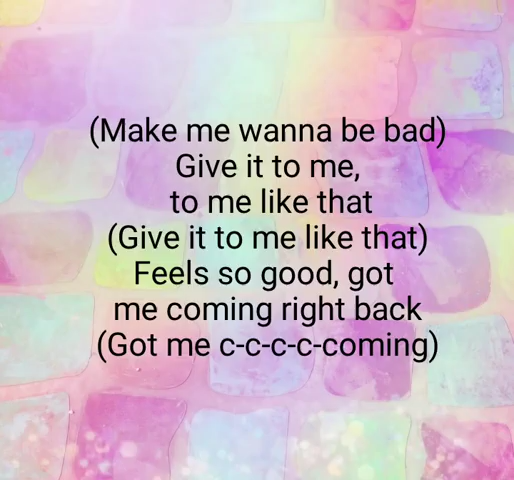 (Make me wanna be bad)
Give it to me,
to me like that
(Give it to me like that)
Feels so good, got
me coming right back
(Got me c-c-c-c-coming)